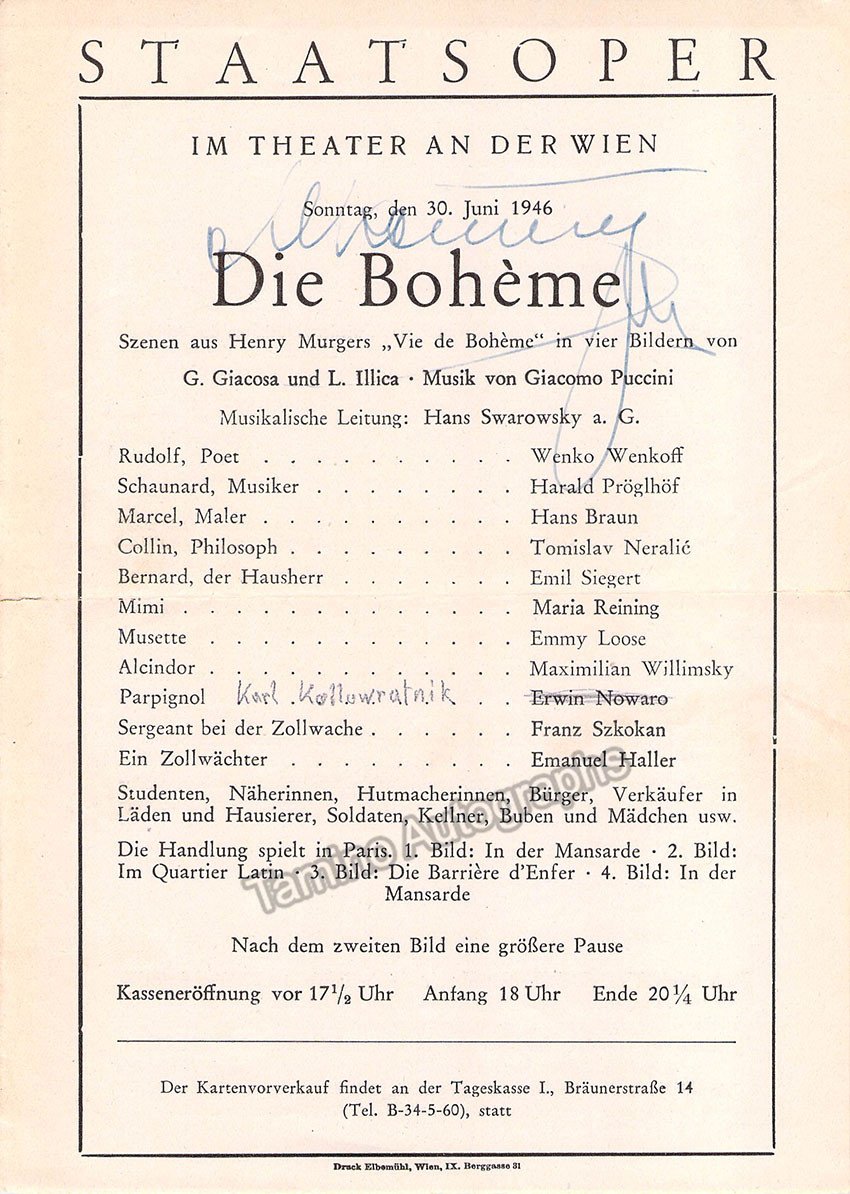 STAATSOPER
IM THEATER AN DER WIEN
Sonntag, den 30. Juni 1946
Die Bohème
Szenen aus Henry Murgers „Vie de Bohème“ in vier Bildern von
G. Giacosa und L. Illica · Musik von Giacomo Puccini
Musikalische Leitung: Hans Swarowsky a. G.
Rudolf, Poet . . . . . . . . . Wenko Wenkoff
Schaunard, Musiker . . . . . . . Harald Pröglhöf
Marcel, Maler . . . . . . . . . Hans Braun
Collin, Philosoph . . . . . . . . Tomislav Neralić
Bernard, der Hausherr . . . . . . Emil Siegert
Mimi . . . . . . . . . . . . Maria Reining
Musette . . . . . . . . . . . Emmy Loose
Alcindor . . . . . . . . . . . Maximilian Willimsky
Parpignol Karl Kollowratnik . . Erwin Nowaro
Sergeant bei der Zollwache . . . . . Franz Szkokan
Ein Zollwächter . . . . . . . . Emanuel Haller
Studenten, Näherinnen, Hutmacherinnen, Bürger, Verkäufer in
Läden und Hausierer, Soldaten, Kellner, Buben und Mädchen usw.
Die Handlung spielt in Paris. 1. Bild: In der Mansarde · 2. Bild:
Im Quartier Latin · 3. Bild: Die Barrière d’Enfer · 4. Bild: In der
Mansarde
Tamino Autographs
Nach dem zweiten Bild eine größere Pause
Kasseneröffnung vor 17½ Uhr Anfang 18 Uhr Ende 20¼ Uhr
Der Kartenvorverkauf findet an der Tageskasse I., Bräunerstraße 14
(Tel. B-34-5-60), statt
Druck Elbemühl, Wien, IX. Berggasse 31